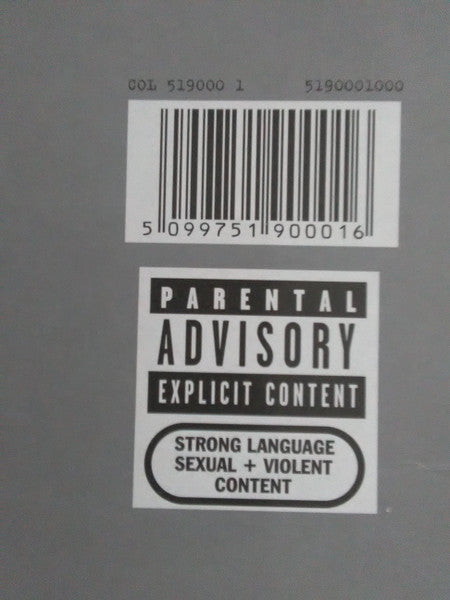 COL 519000 1 5190001000
5 099751 900016
PARENTAL
ADVISORY
EXPLICIT CONTENT
STRONG LANGUAGE
SEXUAL + VIOLENT
CONTENT